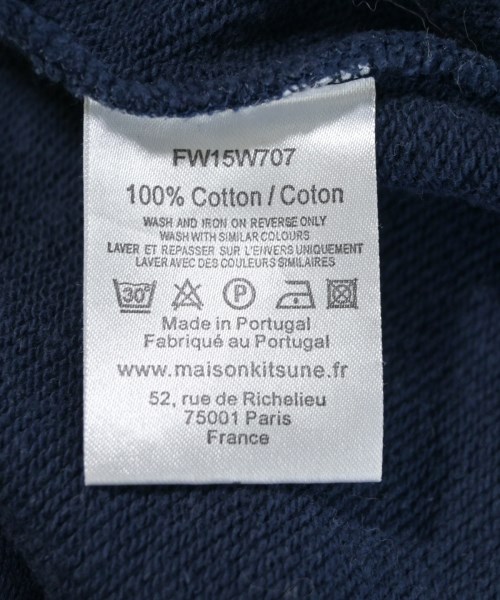 FW15W707
100% Cotton / Coton
WASH AND IRON ON REVERSE ONLY
WASH WITH SIMILAR COLOURS
LAVER ET REPASSER SUR L'ENVERS UNIQUEMENT
LAVER AVEC DES COULEURS SIMILAIRES
30° P
Made in Portugal
Fabriqué au Portugal
www.maisonkitsune.fr
52, rue de Richelieu
75001 Paris
France